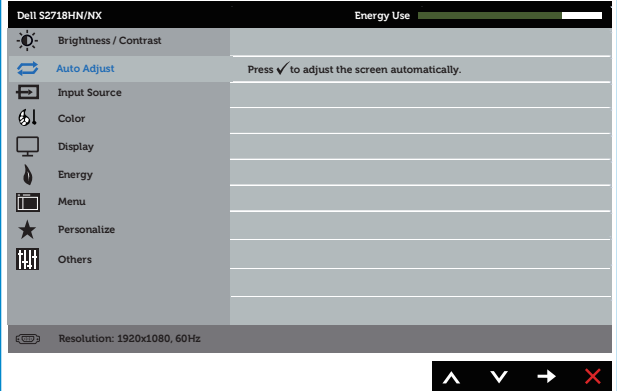 Dell S2718HN/NX
Energy Use
Brightness / Contrast
Auto Adjust
Press ✓ to adjust the screen automatically.
Input Source
Color
Display
Energy
Menu
Personalize
Others
Resolution: 1920x1080, 60Hz